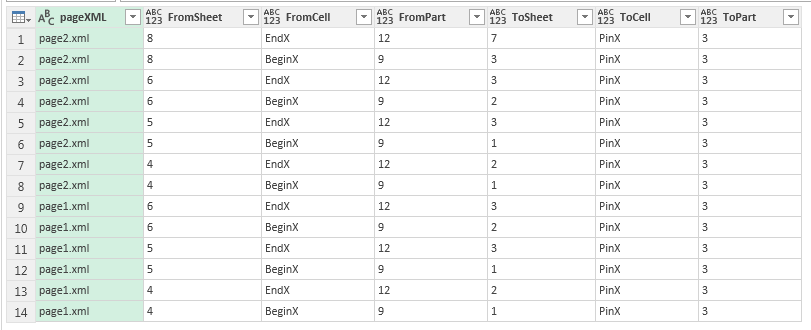 ABC pageXML ABC 123 FromSheet ABC 123 FromCell ABC 123 FromPart ABC 123 ToSheet ABC 123 ToCell ABC 123 ToPart
1 page2.xml 8 EndX 12 7 PinX 3
2 page2.xml 8 BeginX 9 3 PinX 3
3 page2.xml 6 EndX 12 3 PinX 3
4 page2.xml 6 BeginX 9 2 PinX 3
5 page2.xml 5 EndX 12 3 PinX 3
6 page2.xml 5 BeginX 9 1 PinX 3
7 page2.xml 4 EndX 12 2 PinX 3
8 page2.xml 4 BeginX 9 1 PinX 3
9 page1.xml 6 EndX 12 3 PinX 3
10 page1.xml 6 BeginX 9 2 PinX 3
11 page1.xml 5 EndX 12 3 PinX 3
12 page1.xml 5 BeginX 9 1 PinX 3
13 page1.xml 4 EndX 12 2 PinX 3
14 page1.xml 4 BeginX 9 1 PinX 3